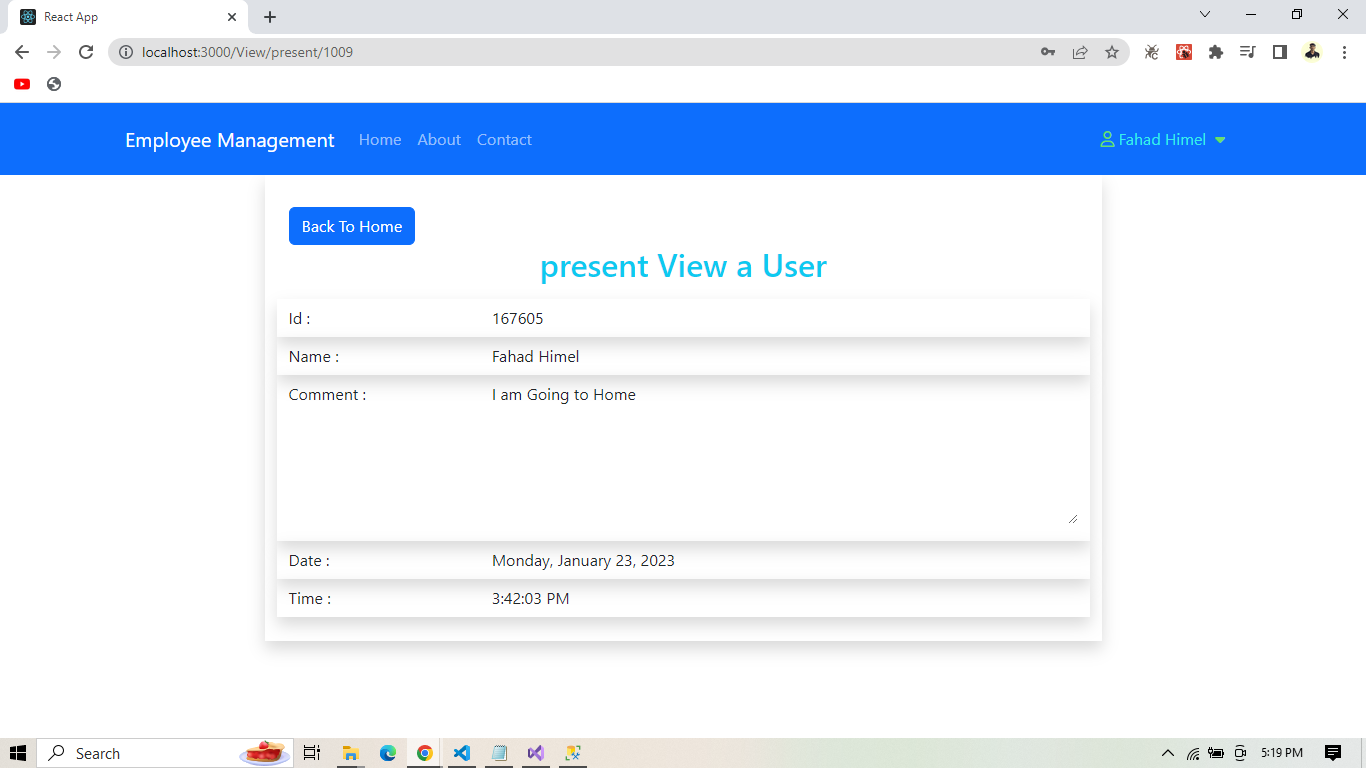 React App
localhost:3000/View/present/1009
Employee Management Home About Contact Fahad Himel
Back To Home
present View a User
Id : 167605
Name : Fahad Himel
Comment : I am Going to Home
Date : Monday, January 23, 2023
Time : 3:42:03 PM
Search 5:19 PM